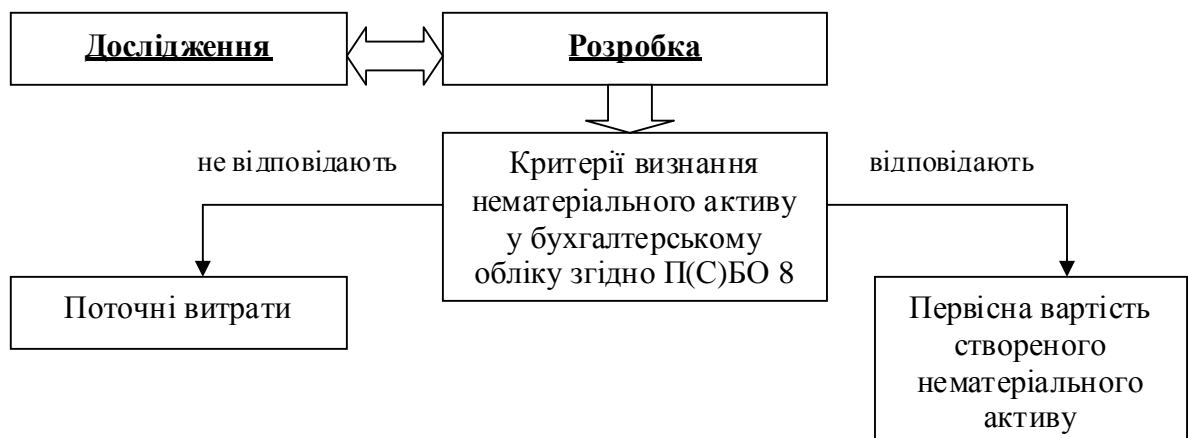 Дослідження
Розробка
не відповідають
Критерії визнання
нематеріального активу
у бухгалтерському
обліку згідно П(С)БО 8
відповідають
Поточні витрати
Первісна вартість
створеного
нематеріального
активу